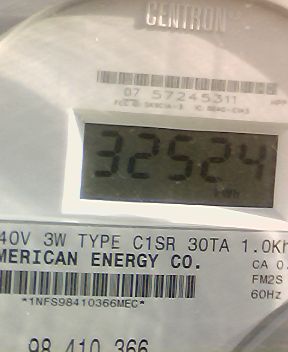 CENTRON
07 57245311
32524
kWh
40V 3W TYPE C1SR 30TA 1.0Kh
MERICAN ENERGY CO.
CA 0.
FM2S
*1NFS98410366MEC*
60Hz
98 410 366